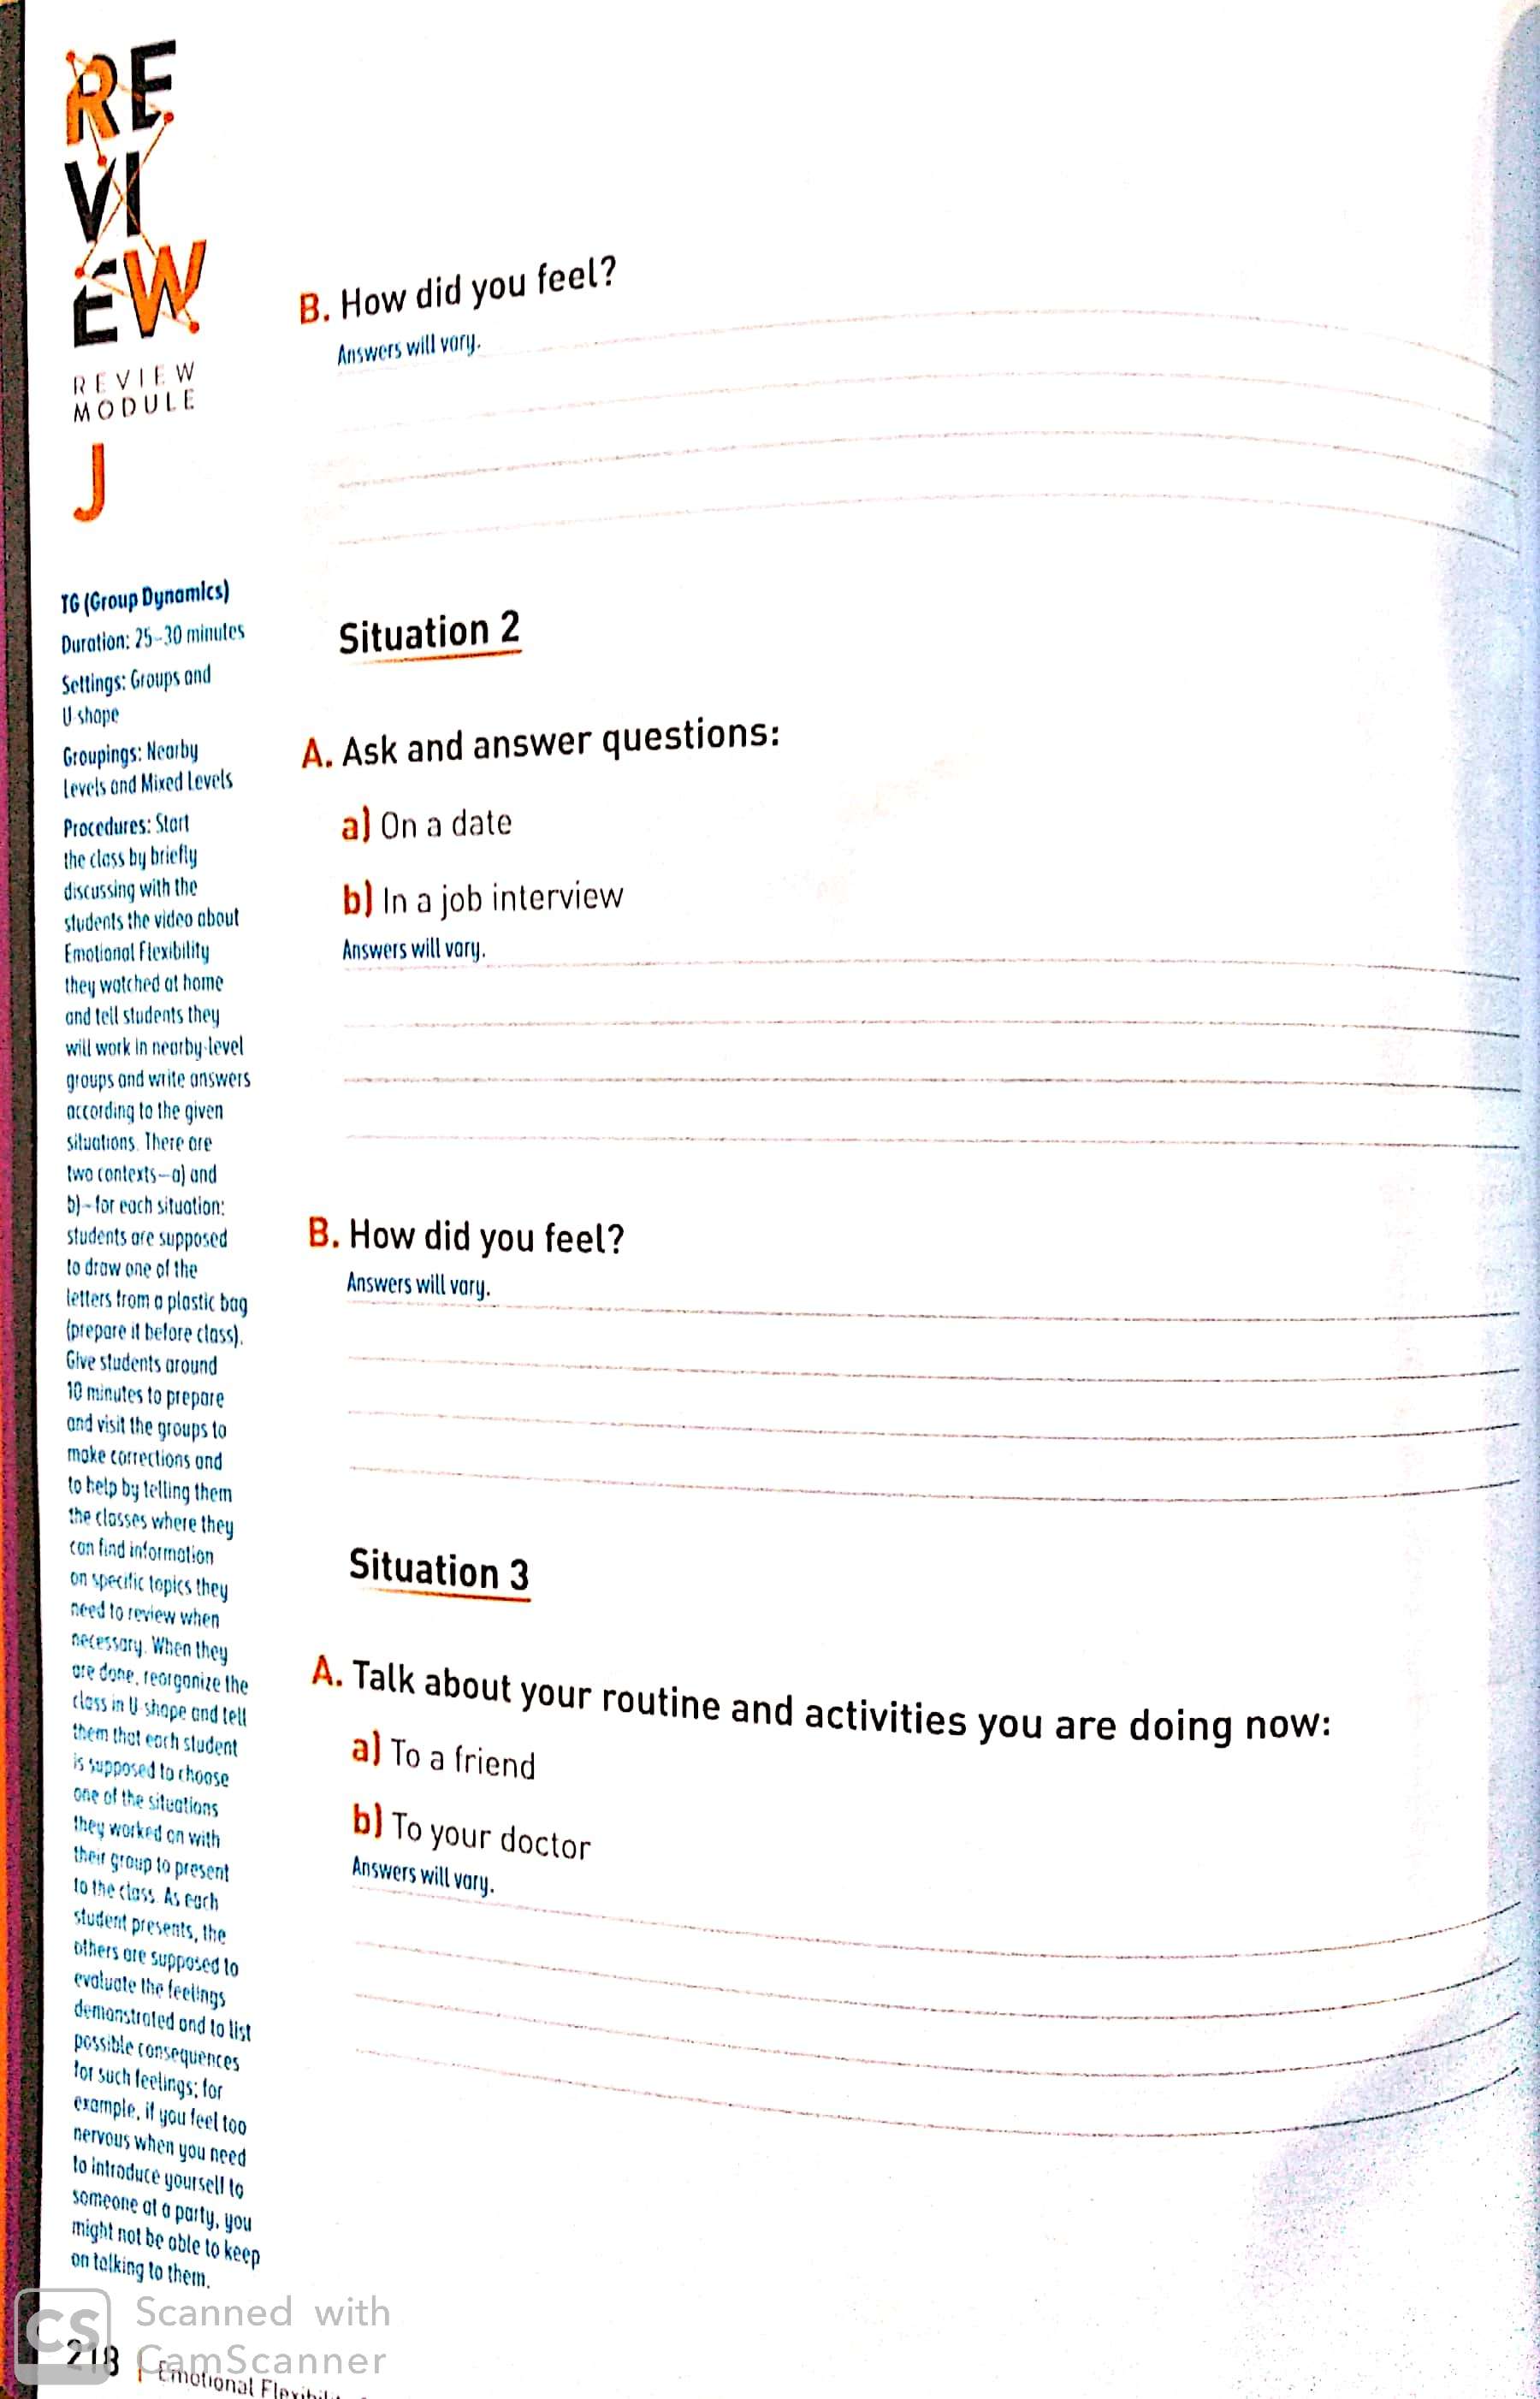 RE
VI
EW
REVIEW
MODULE
J
TG (Group Dynamics)
Duration: 25-30 minutes
Settings: Groups and
U-shape
Groupings: Nearby
Levels and Mixed Levels
Procedures: Start
the class by briefly
discussing with the
students the video about
Emotional Flexibility
they watched at home
and tell students they
will work in nearby-level
groups and write answers
according to the given
situations. There are
two contexts–a) and
b)–for each situation:
students are supposed
to draw one of the
letters from a plastic bag
(prepare it before class).
Give students around
10 minutes to prepare
and visit the groups to
make corrections and
to help by telling them
the classes where they
can find information
on specific topics they
need to review when
necessary. When they
are done, reorganize the
class in U-shape and tell
them that each student
is supposed to choose
one of the situations
they worked on with
their group to present
to the class. As each
student presents, the
others are supposed to
evaluate the feelings
demonstrated and to list
possible consequences
for such feelings; for
example, if you feel too
nervous when you need
to introduce yourself to
someone at a party, you
might not be able to keep
on talking to them.
B. How did you feel?
Answers will vary.
Situation 2
A. Ask and answer questions:
a) On a date
b) In a job interview
Answers will vary.
B. How did you feel?
Answers will vary.
Situation 3
A. Talk about your routine and activities you are doing now:
a) To a friend
b) To your doctor
Answers will vary.
218 | Emotional
CS Scanned with
CamScanner